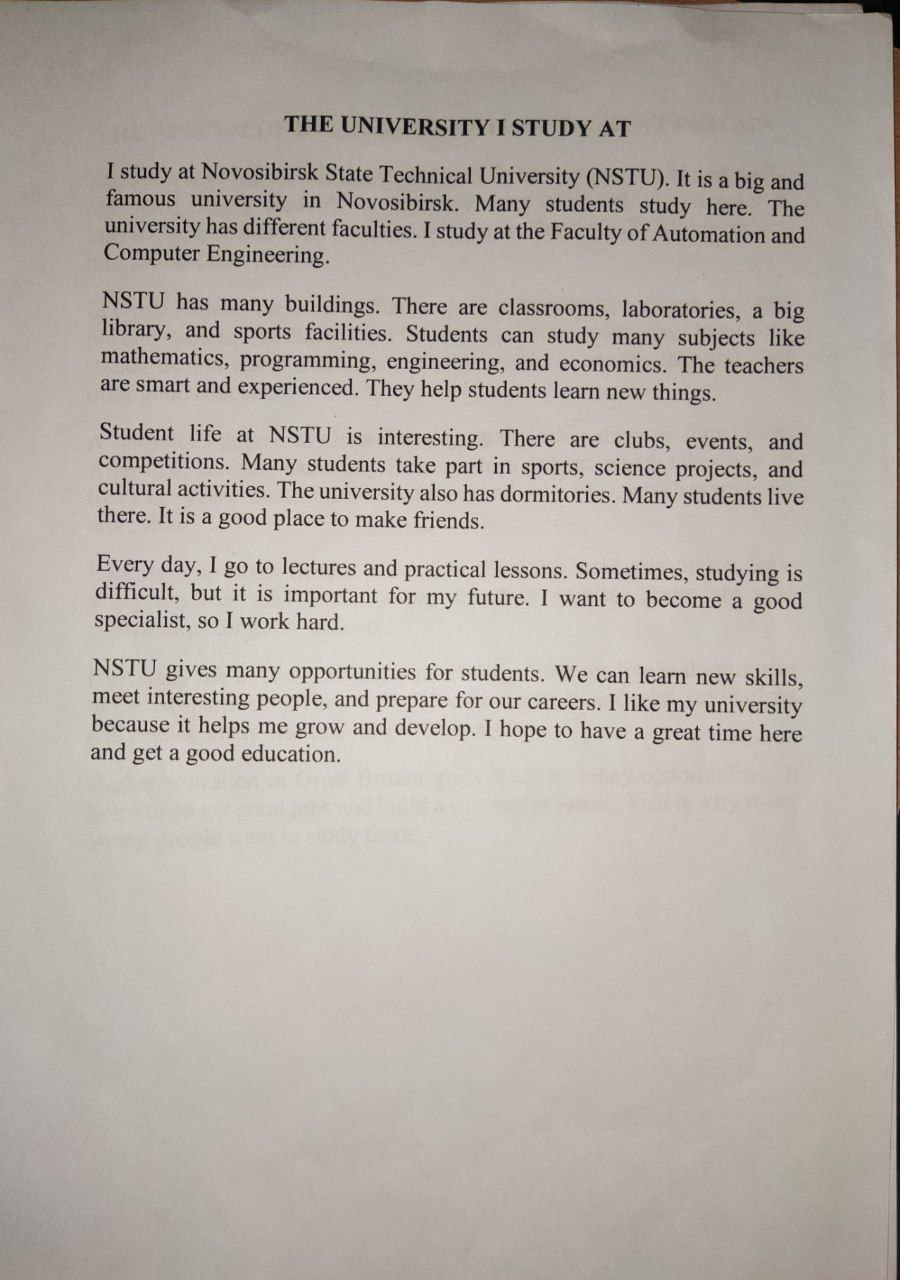 THE UNIVERSITY I STUDY AT
I study at Novosibirsk State Technical University (NSTU). It is a big and
famous university in Novosibirsk. Many students study here. The
university has different faculties. I study at the Faculty of Automation and
Computer Engineering.
NSTU has many buildings. There are classrooms, laboratories, a big
library, and sports facilities. Students can study many subjects like
mathematics, programming, engineering, and economics. The teachers
are smart and experienced. They help students learn new things.
Student life at NSTU is interesting. There are clubs, events, and
competitions. Many students take part in sports, science projects, and
cultural activities. The university also has dormitories. Many students live
there. It is a good place to make friends.
Every day, I go to lectures and practical lessons. Sometimes, studying is
difficult, but it is important for my future. I want to become a good
specialist, so I work hard.
NSTU gives many opportunities for students. We can learn new skills,
meet interesting people, and prepare for our careers. I like my university
because it helps me grow and develop. I hope to have a great time here
and get a good education.